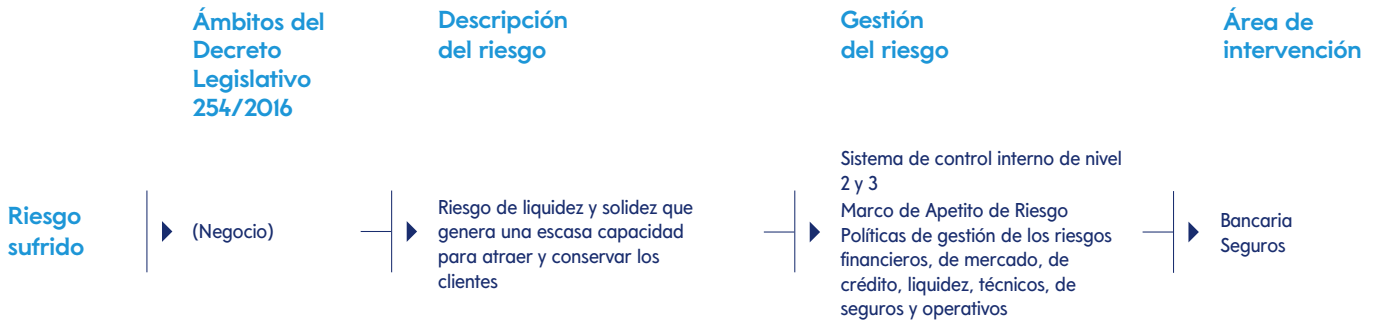 Ámbitos del
Decreto
Legislativo
254/2016
Descripción
del riesgo
Gestión
del riesgo
Área de
intervención
Riesgo
sufrido
(Negocio)
Riesgo de liquidez y solidez que
genera una escasa capacidad
para atraer y conservar los
clientes
Sistema de control interno de nivel
2 y 3
Marco de Apetito de Riesgo
Políticas de gestión de los riesgos
financieros, de mercado, de
crédito, liquidez, técnicos, de
seguros y operativos
Bancaria
Seguros